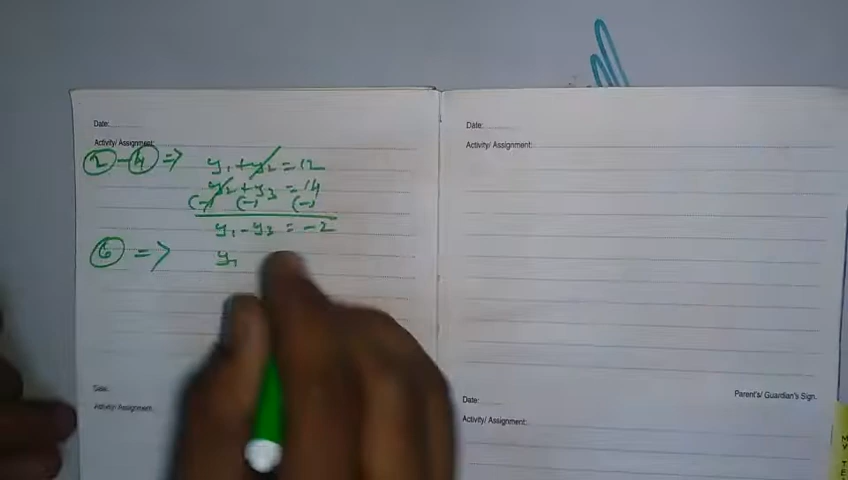 Date:
Activity/ Assignment:
(2) - (4) => y₁ + y₂ = 12
y₂ + y₃ = 14
(-) (-) (-)
y₁ - y₃ = -2
(6) => y₁
Date:
Activity/ Assignment:
Date:
Activity/ Assignment:
Parent's/ Guardian's Sign.
Date:
Activity/ Assignment: